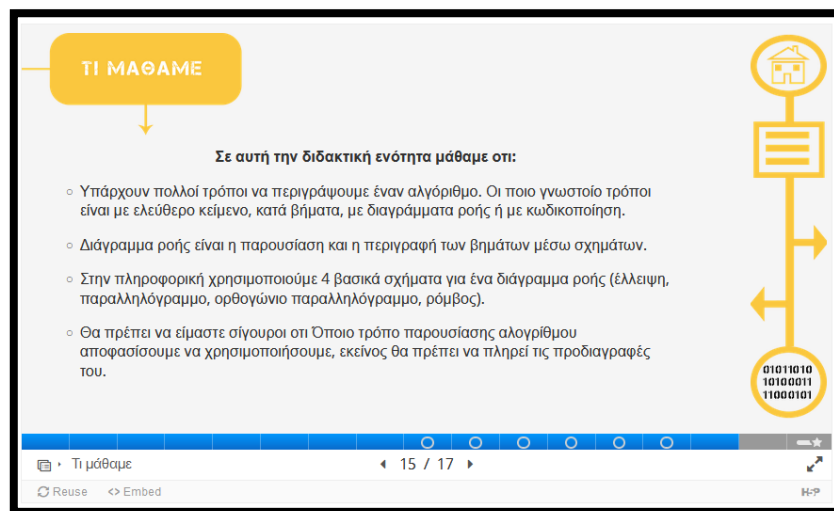 ΤΙ ΜΑΘΑΜΕ
Σε αυτή την διδακτική ενότητα μάθαμε οτι:
○ Υπάρχουν πολλοί τρόποι να περιγράψουμε έναν αλγόριθμο. Οι ποιο γνωστοίο τρόποι
είναι με ελεύθερο κείμενο, κατά βήματα, με διαγράμματα ροής ή με κωδικοποίηση.
○ Διάγραμμα ροής είναι η παρουσίαση και η περιγραφή των βημάτων μέσω σχημάτων.
○ Στην πληροφορική χρησιμοποιούμε 4 βασικά σχήματα για ένα διάγραμμα ροής (έλλειψη,
παραλληλόγραμμο, ορθογώνιο παραλληλόγραμμο, ρόμβος).
○ Θα πρέπει να είμαστε σίγουροι οτι Όποιο τρόπο παρουσίασης αλογρίθμου
αποφασίσουμε να χρησιμοποιήσουμε, εκείνος θα πρέπει να πληρεί τις προδιαγραφές
του.
01011010
10100011
11000101
Τι μάθαμε
15 / 17
Reuse
<> Embed
H5P